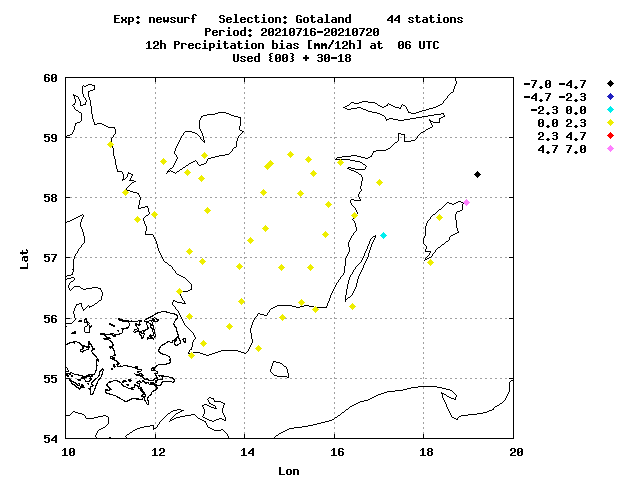 Exp: newsurf   Selection: Gotaland     44 stations
Period: 20210716-20210720
12h Precipitation bias [mm/12h] at  06 UTC
Used {00} + 30-18
60
59
58
57
56
55
54
Lat
10 12 14 16 18 20
Lon
-7.0 -4.7
-4.7 -2.3
-2.3 0.0
0.0 2.3
2.3 4.7
4.7 7.0